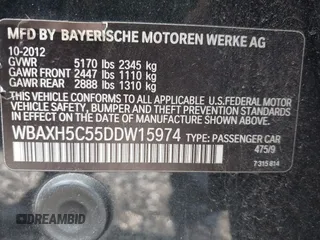 MFD BY BAYERISCHE MOTOREN WERKE AG
10-2012
GVWR 5170 lbs 2345 kg
GAWR FRONT 2447 lbs 1110 kg
GAWR REAR 2888 lbs 1310 kg
THIS VEHICLE CONFORMS TO ALL APPLICABLE FEDERAL
MOTOR VEHICLE SAFETY, BUMPER, AND THEFT PREVENTION
STANDARDS IN EFFECT ON THE DATE OF MANUFACTURE SHOWN ABOVE.
WBAXH5C55DDW15974 TYPE: PASSENGER CAR
475/9
7 315 614
DREAMBID